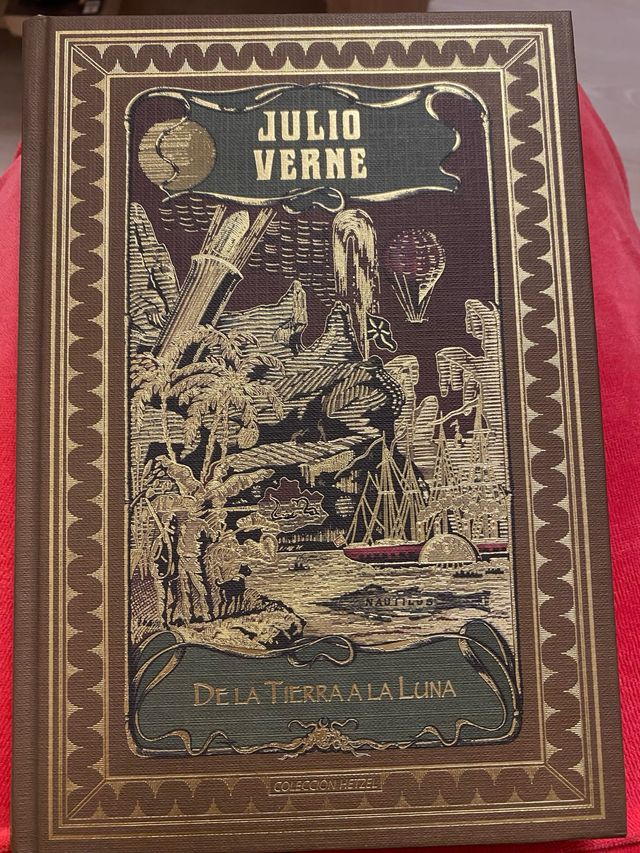 JULIO
VERNE
NAUTILUS
DE LA TIERRA A LA LUNA
COLECCIÓN HETZEL